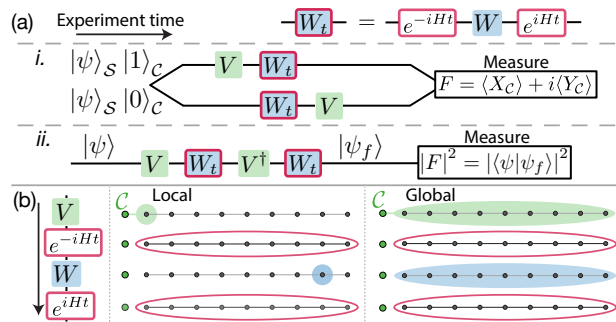 (a) Experiment time
W_t = e^{-iHt} W e^{iHt}
i. |ψ⟩_S |1⟩_C V W_t
|ψ⟩_S |0⟩_C W_t V
Measure
F = ⟨X_C⟩ + i⟨Y_C⟩
ii. |ψ⟩ V W_t V† W_t |ψ_f⟩
Measure
|F|² = |⟨ψ|ψ_f⟩|²
(b) V e^{-iHt} W e^{iHt}
C Local
C Global